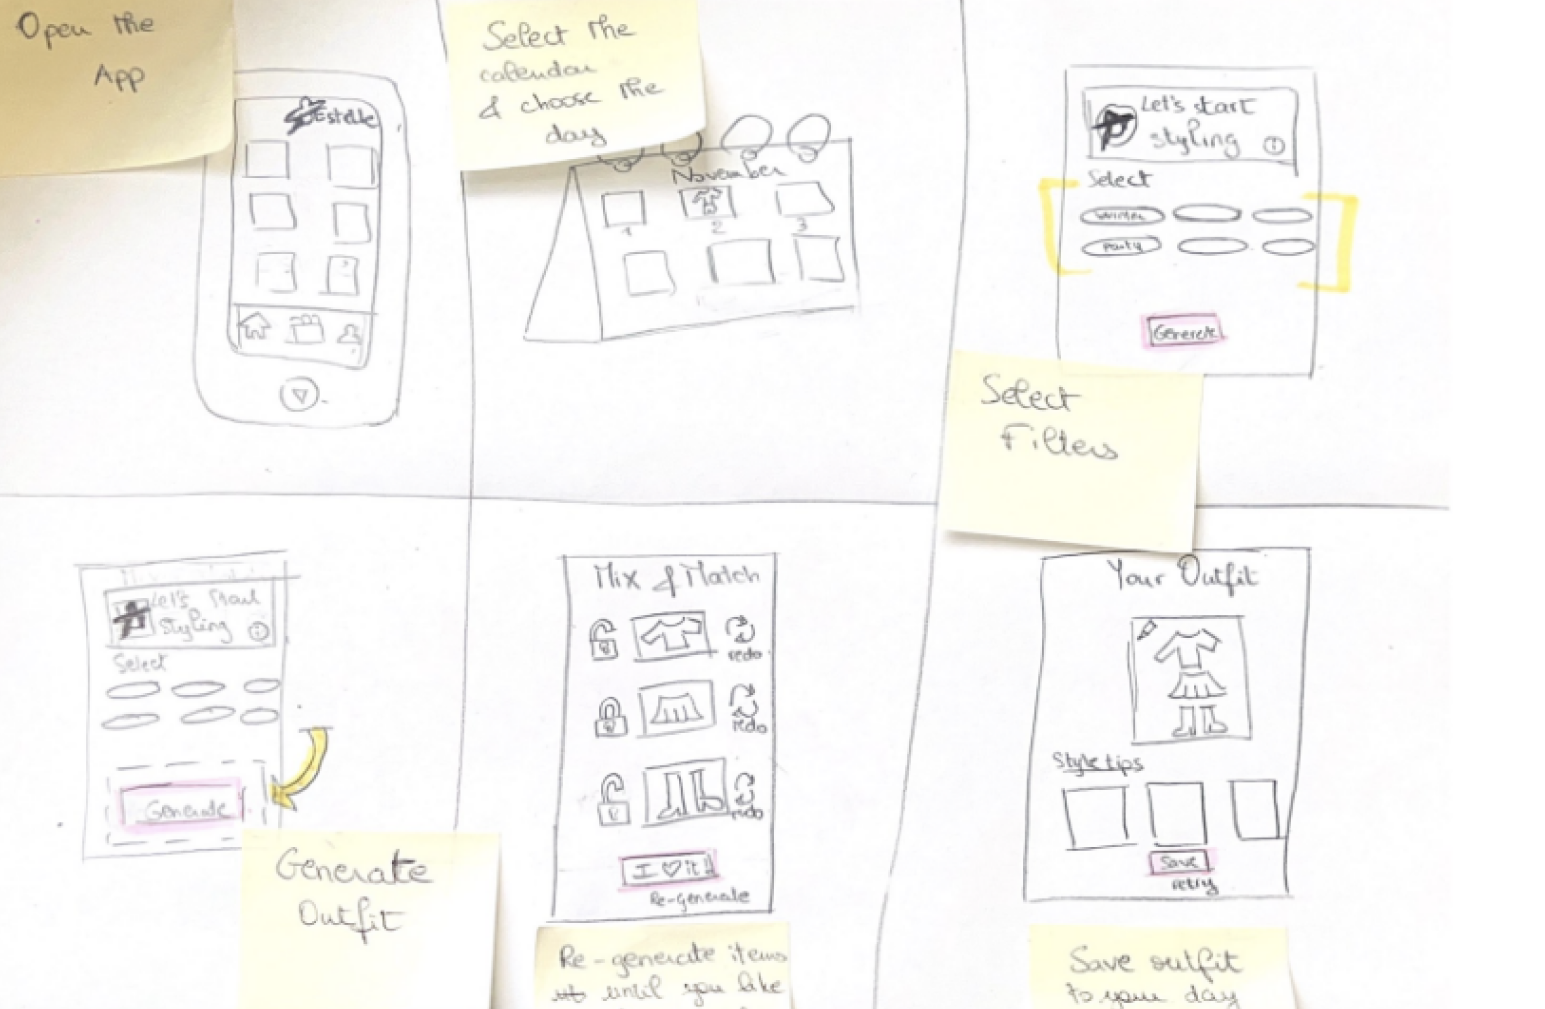 Open the
App
Estelle
Select the
calendar
& choose the
day
November
1
2
3
Let's start
styling
Select
Winter
Party
Generate
Select
Filters
Let's Start
Styling
Select
Generate
Generate
Outfit
Mix & Match
redo
redo
redo
I ♡ it!
Re-generate
Re-generate items
until you like
Your Outfit
Style tips
Save
retry
Save outfit
to your day